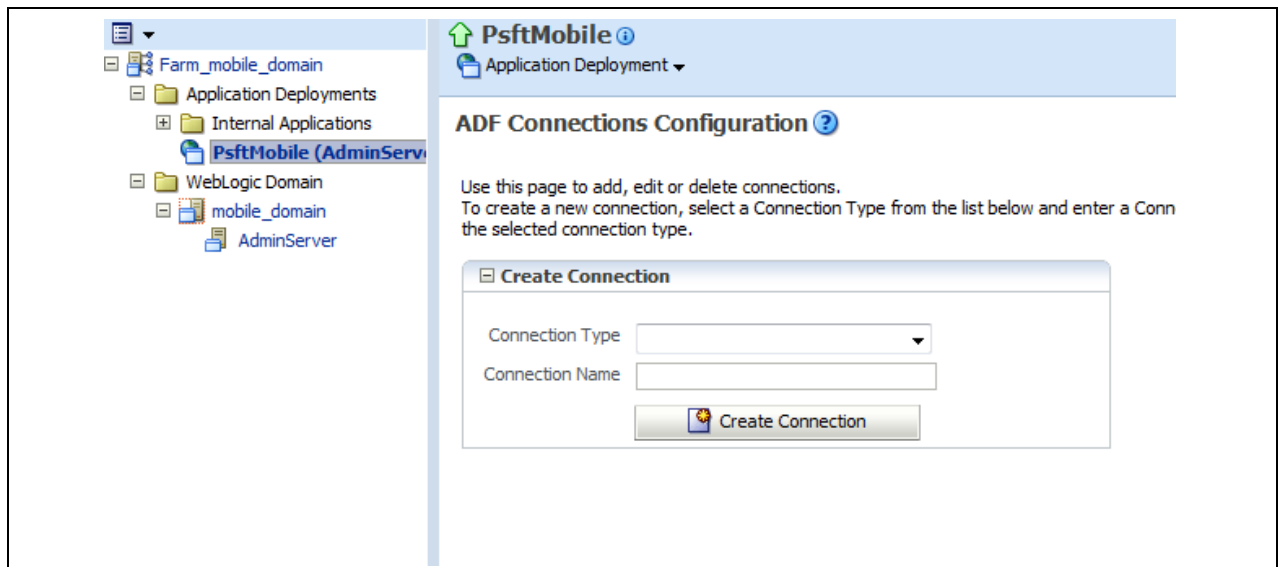 Farm_mobile_domain
Application Deployments
Internal Applications
PsftMobile (AdminServ
WebLogic Domain
mobile_domain
AdminServer
PsftMobile
Application Deployment
ADF Connections Configuration
Use this page to add, edit or delete connections.
To create a new connection, select a Connection Type from the list below and enter a Conn
the selected connection type.
Create Connection
Connection Type
Connection Name
Create Connection